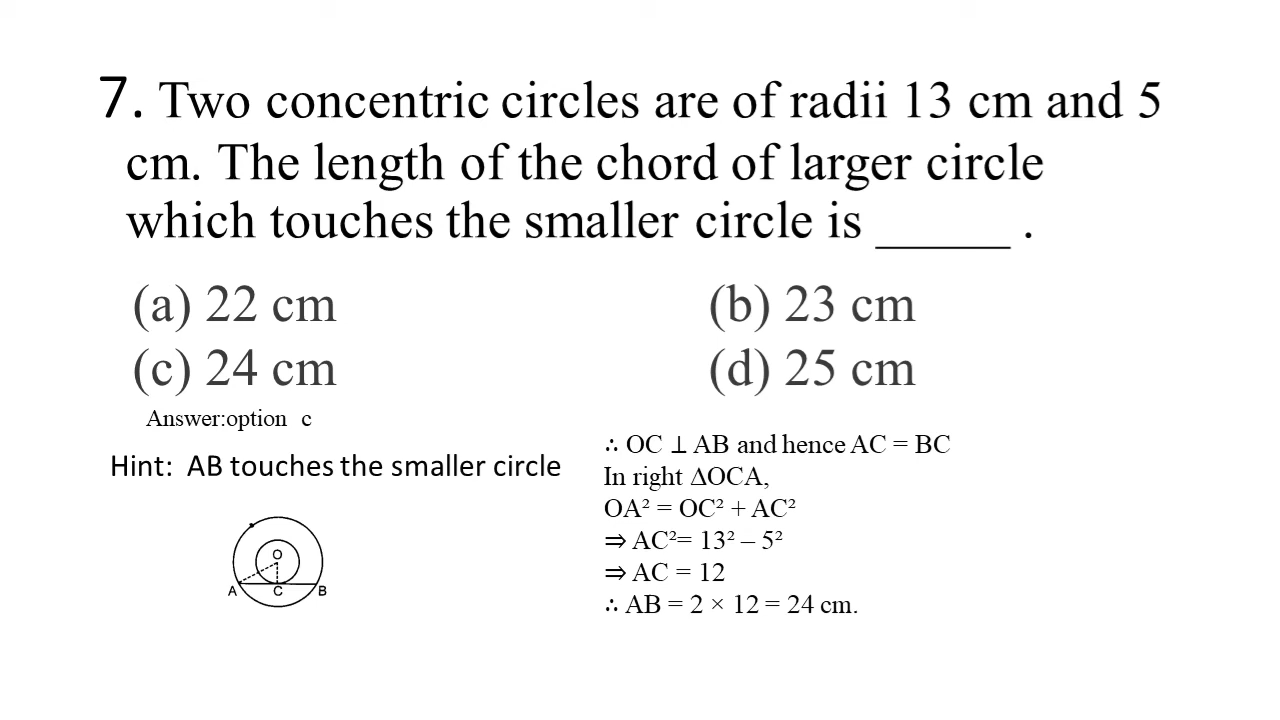 7. Two concentric circles are of radii 13 cm and 5
cm. The length of the chord of larger circle
which touches the smaller circle is _____ .
(a) 22 cm (b) 23 cm
(c) 24 cm (d) 25 cm
Answer:option c
Hint: AB touches the smaller circle
O
A C B
∴ OC ⊥ AB and hence AC = BC
In right ΔOCA,
OA² = OC² + AC²
⇒ AC²= 13² – 5²
⇒ AC = 12
∴ AB = 2 × 12 = 24 cm.